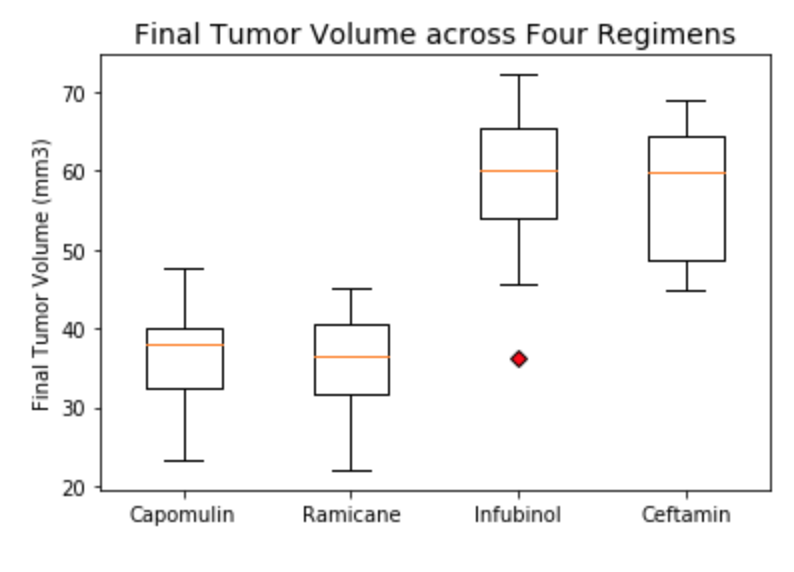 Final Tumor Volume across Four Regimens
Final Tumor Volume (mm3)
70
60
50
40
30
20
Capomulin Ramicane Infubinol Ceftamin